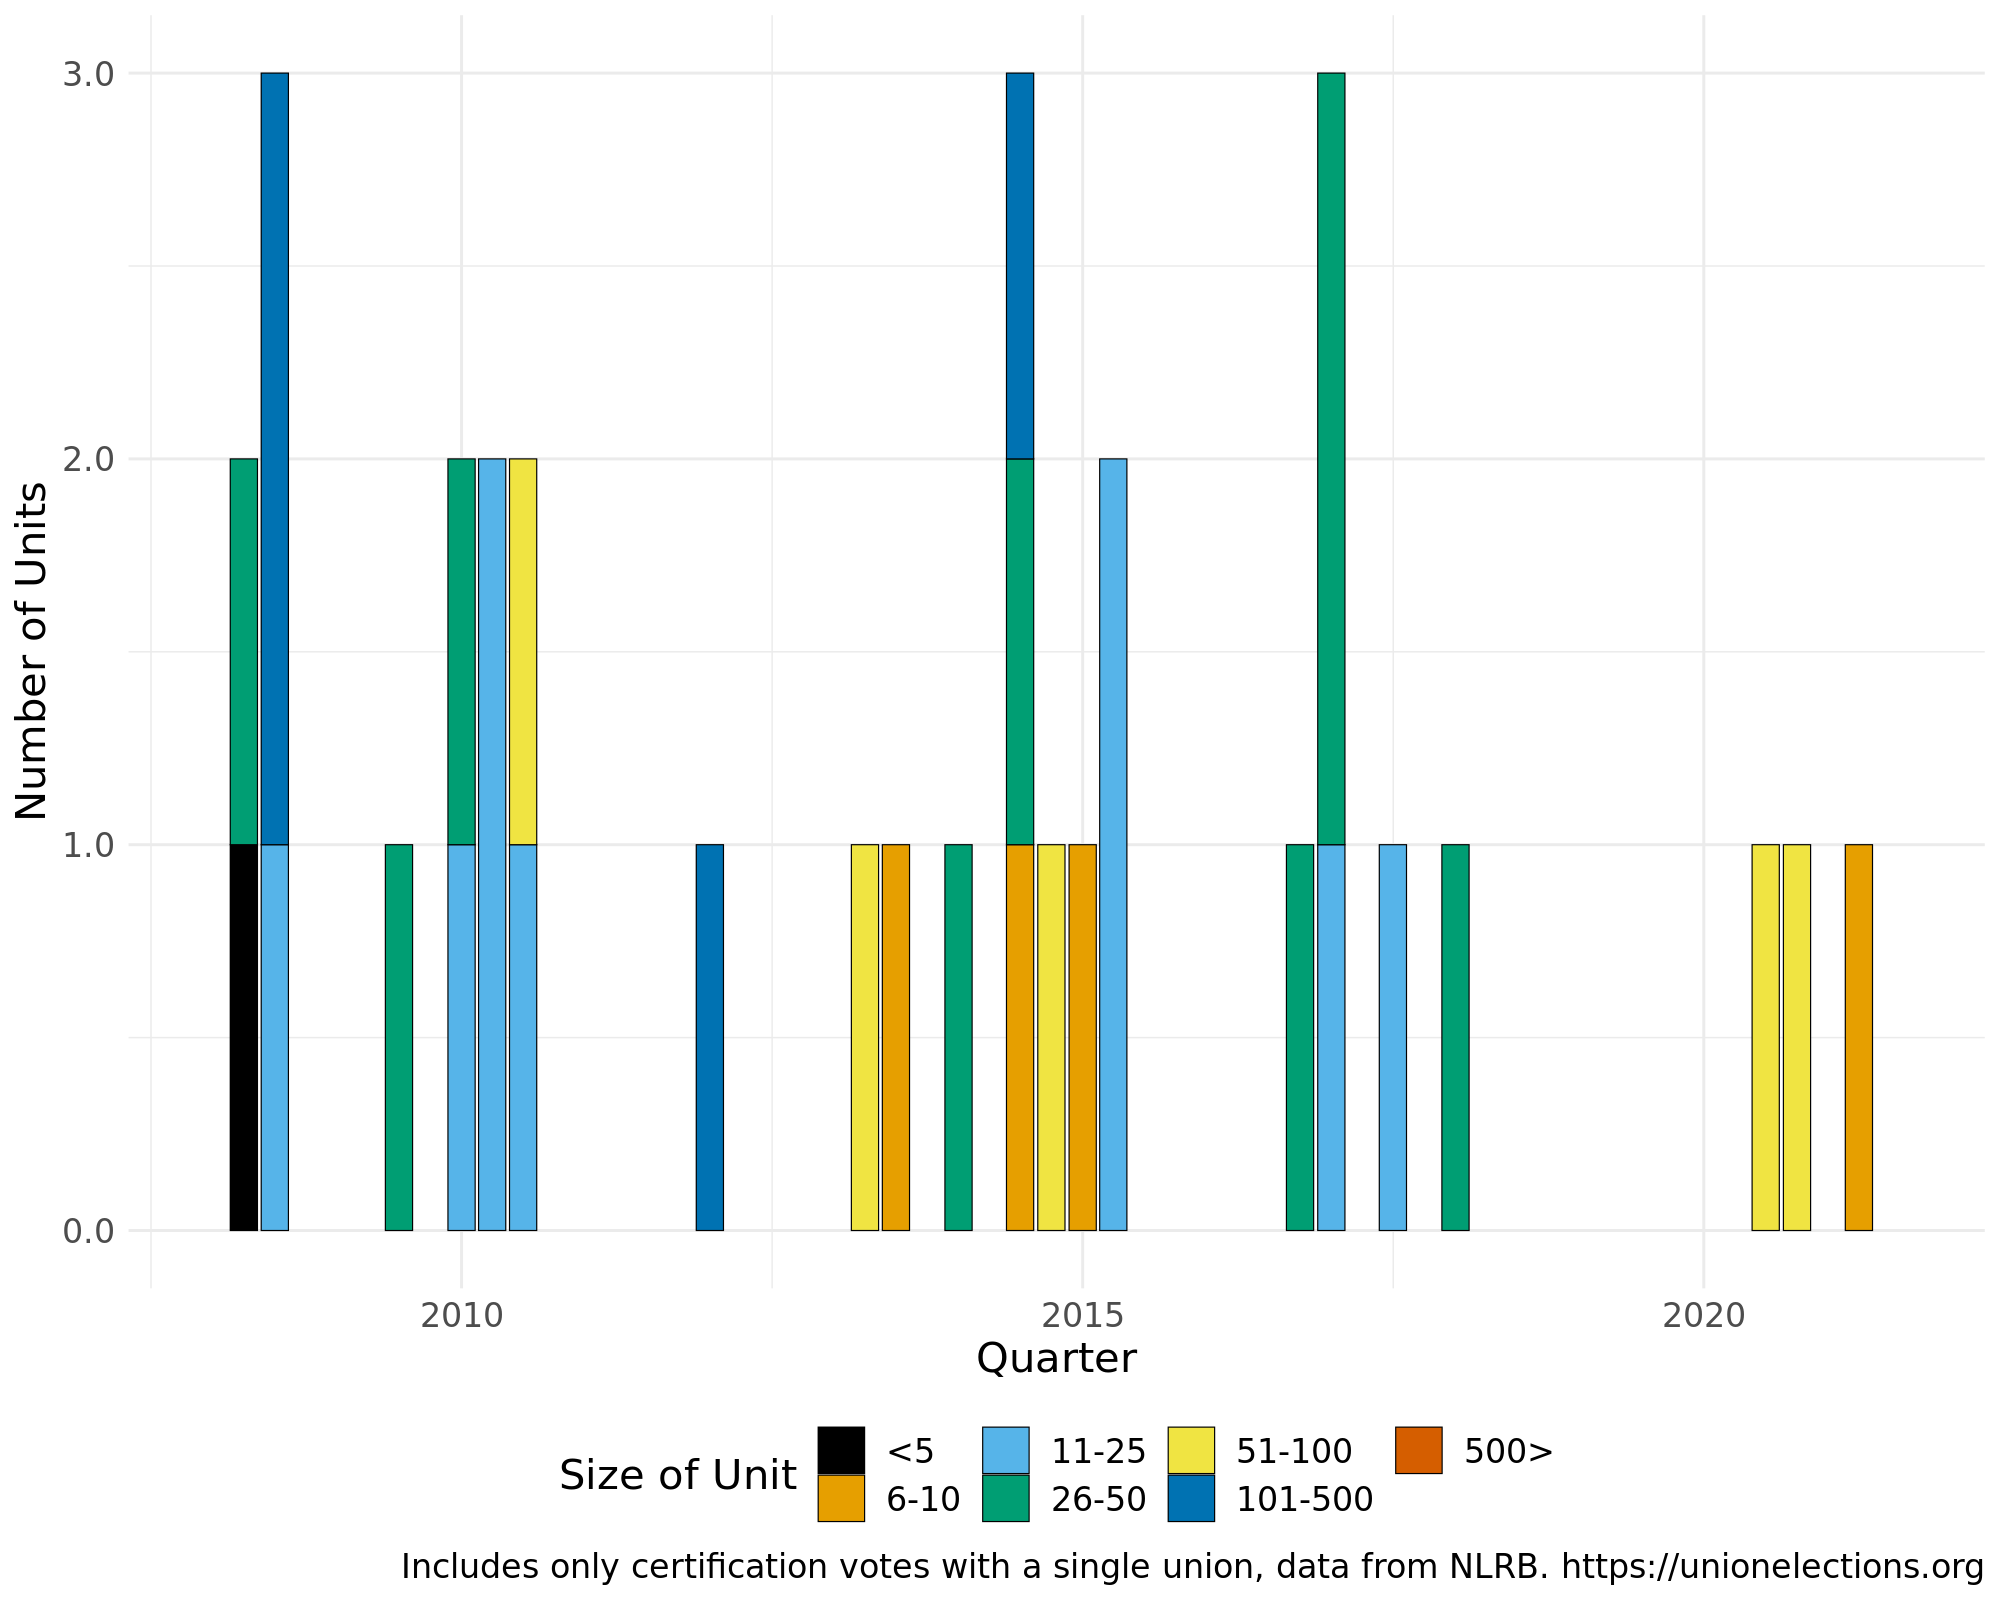 3.0
2.0
1.0
0.0
Number of Units
2010 2015 2020
Quarter
Size of Unit
<5 11-25 51-100 500>
6-10 26-50 101-500
Includes only certification votes with a single union, data from NLRB. https://unionelections.org